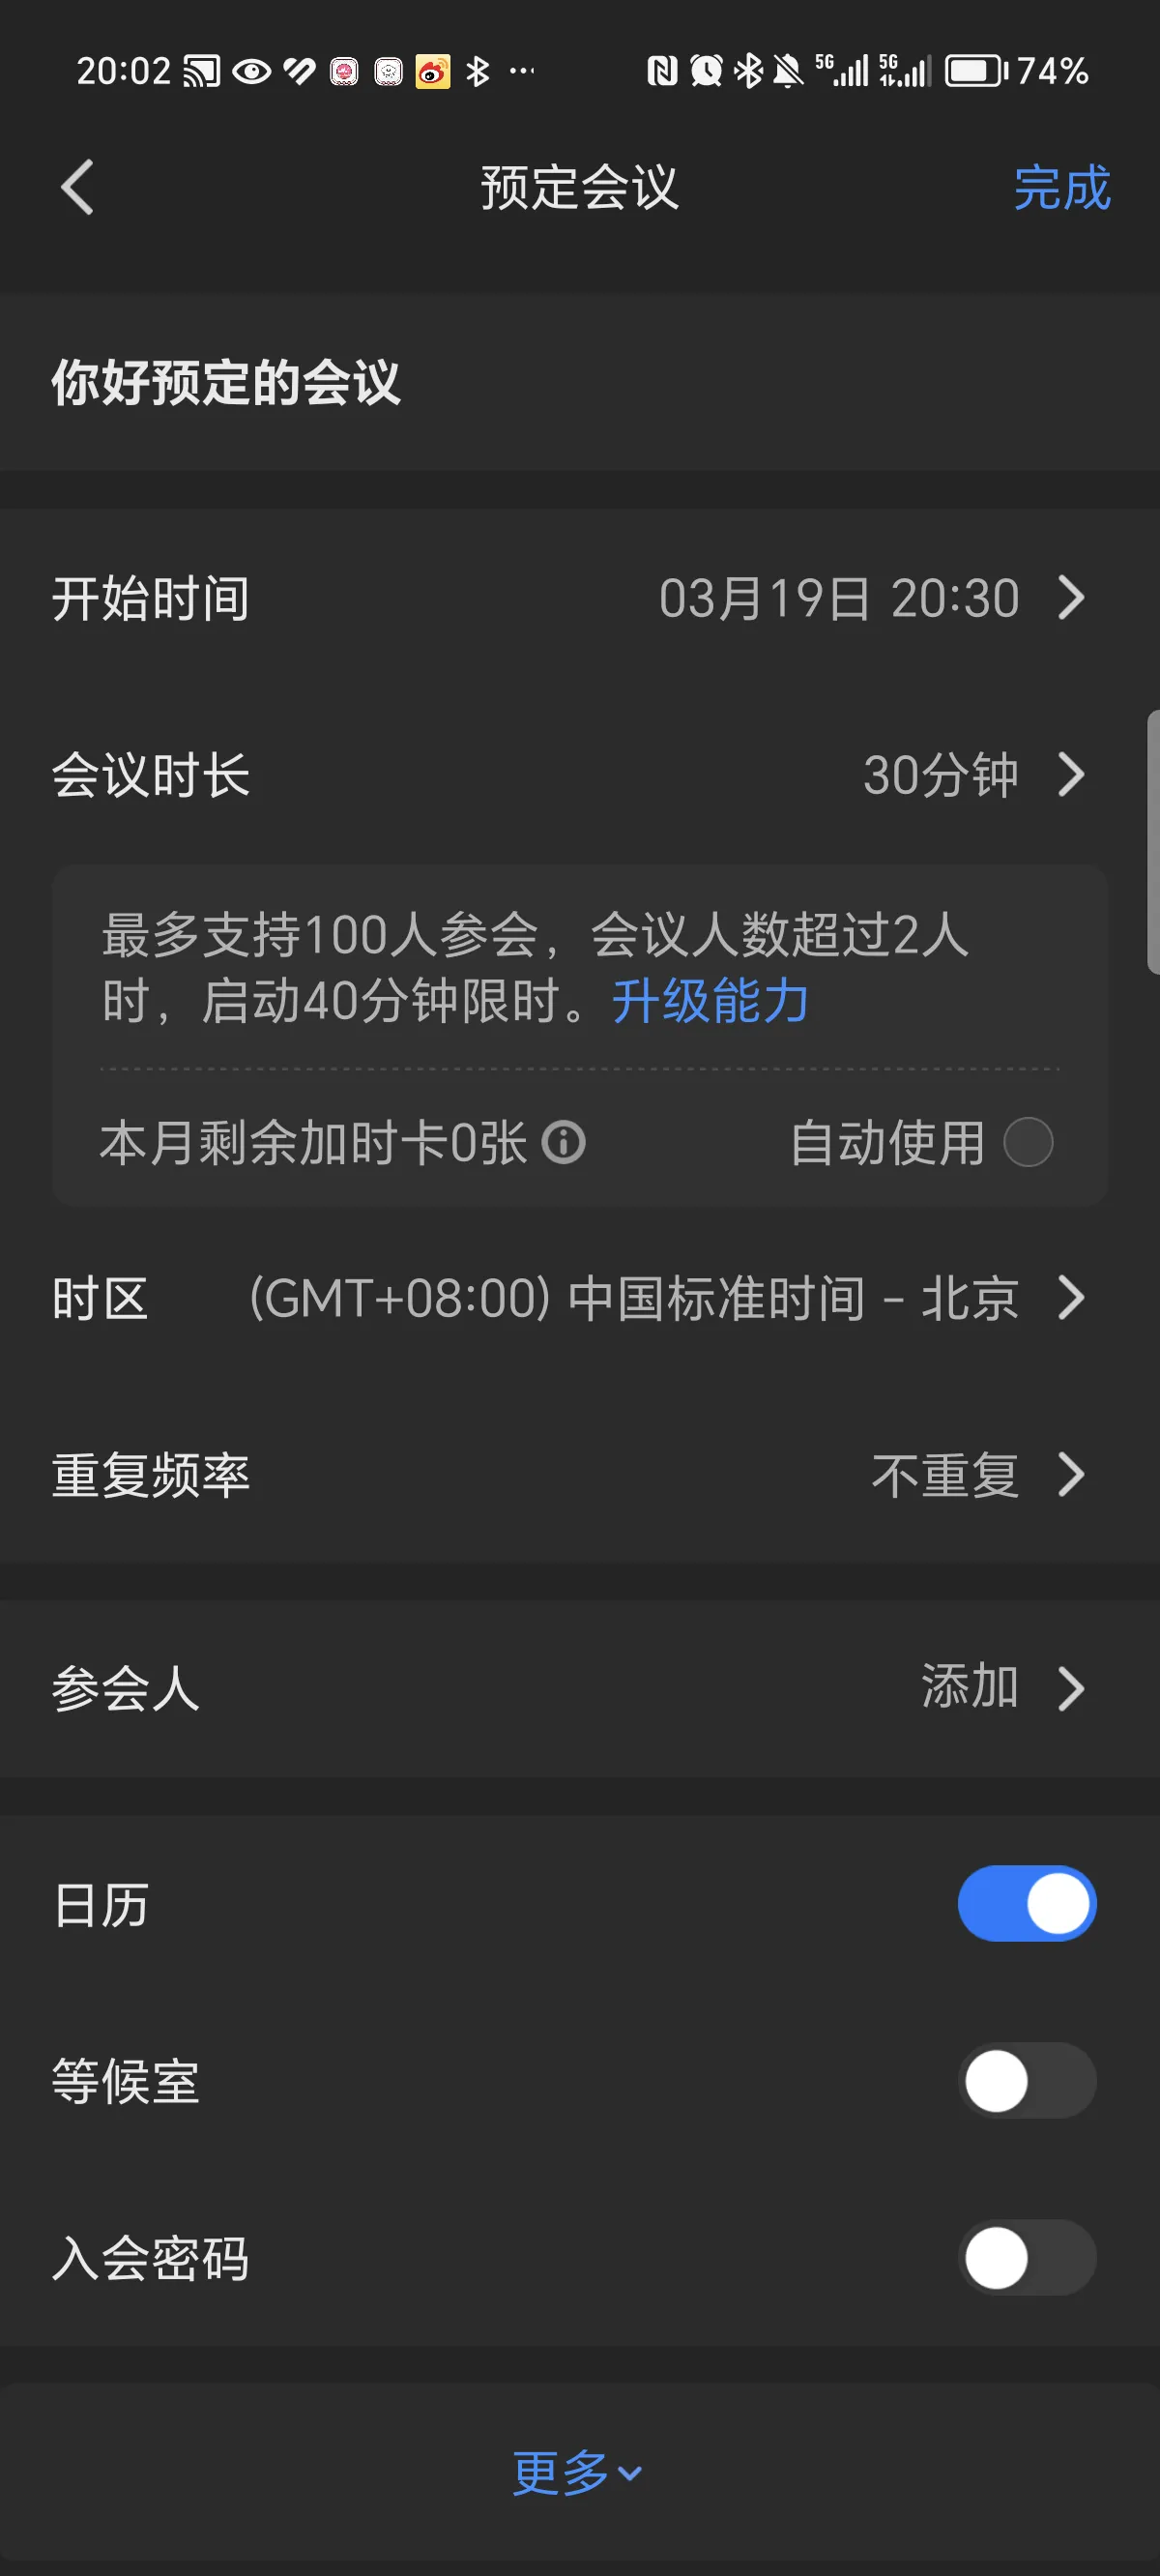 20:02 5G 5G 74%
预定会议 完成
你好预定的会议
开始时间 03月19日 20:30
会议时长 30分钟
最多支持100人参会，会议人数超过2人
时，启动40分钟限时。升级能力
本月剩余加时卡0张 自动使用
时区 (GMT+08:00) 中国标准时间 - 北京
重复频率 不重复
参会人 添加
日历
等候室
入会密码
更多